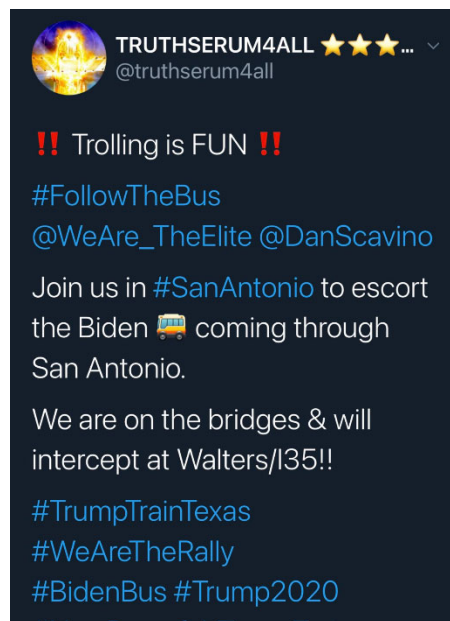 TRUTHSERUM4ALL ⭐⭐⭐...
@truthserum4all
‼️ Trolling is FUN ‼️
#FollowTheBus
@WeAre_TheElite @DanScavino
Join us in #SanAntonio to escort
the Biden 🚌 coming through
San Antonio.
We are on the bridges & will
intercept at Walters/I35!!
#TrumpTrainTexas
#WeAreTheRally
#BidenBus #Trump2020